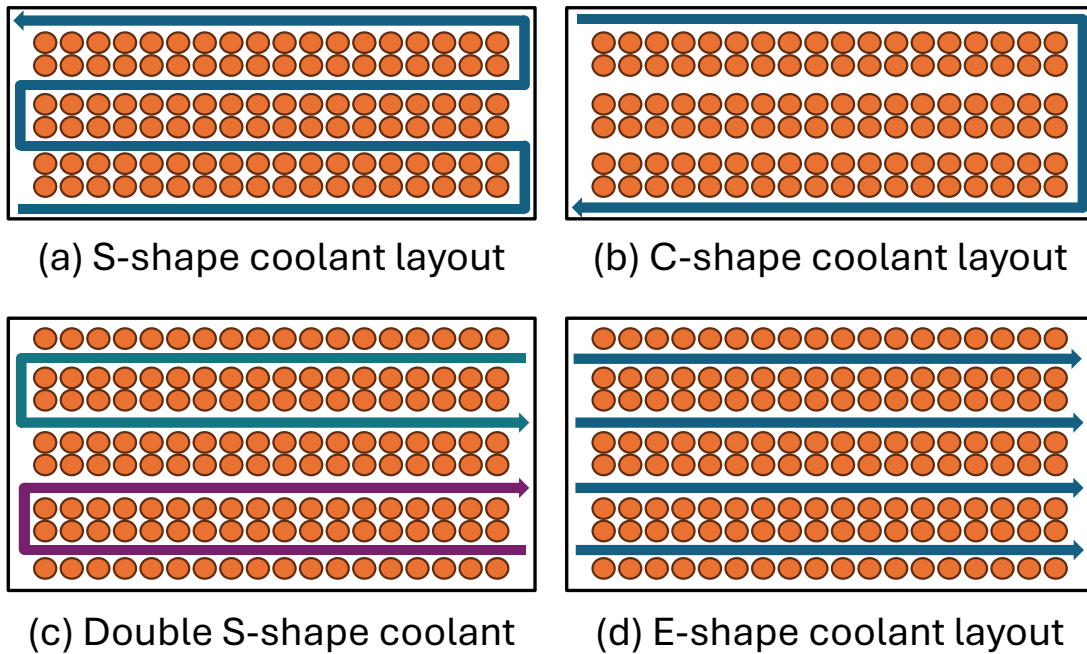 (a) S-shape coolant layout
(b) C-shape coolant layout
(c) Double S-shape coolant
(d) E-shape coolant layout